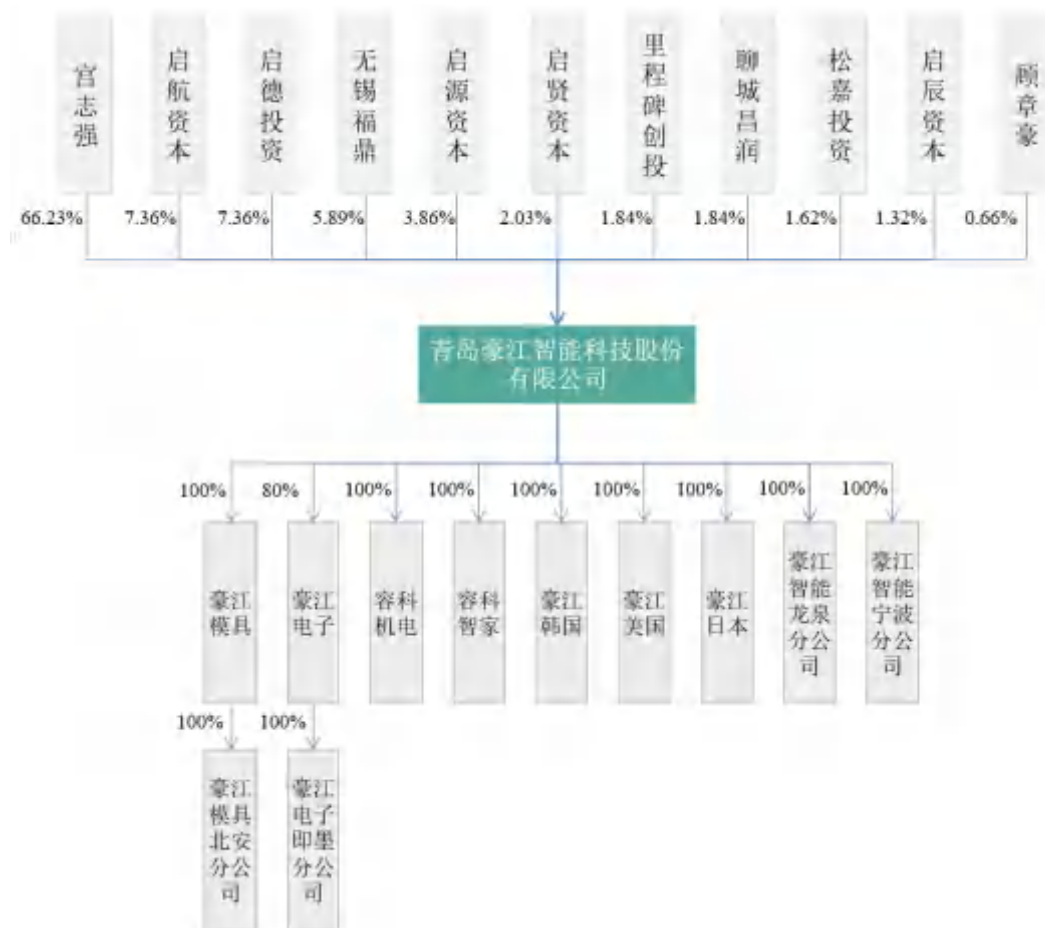 宫志强
启航资本
启德投资
无锡福鼎
启源资本
启贤资本
里程碑创投
聊城昌润
松嘉投资
启辰资本
顾章豪
66.23%
7.36%
7.36%
5.89%
3.86%
2.03%
1.84%
1.84%
1.62%
1.32%
0.66%
青岛豪江智能科技股份
有限公司
100%
80%
100%
100%
100%
100%
100%
100%
100%
豪江
模具
豪江
电子
容科
机电
容科
智家
豪江
韩国
豪江
美国
豪江
日本
豪江
智能
龙泉
分公
司
豪江
智能
宁波
分公
司
100%
100%
豪江
模具
北安
分公
司
豪江
电子
即墨
分公
司